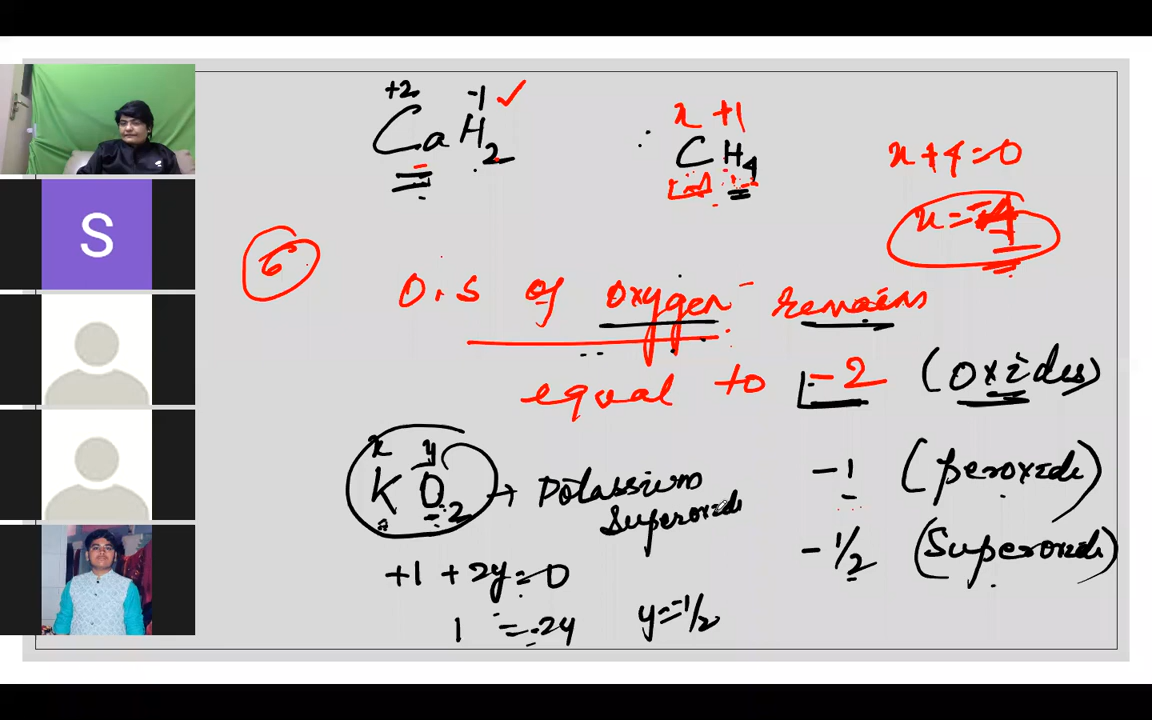 +2 -1 ✓
CaH2
x +1
CH4
x+4=0
x=-4
6
O.S of oxygen remains
equal to -2 (oxides)
-1 (peroxide)
-1/2 (Superoxide)
x y
KO2 → Potassium
Superoxide
+1 +2y=0
1 =-2y y=-1/2
S